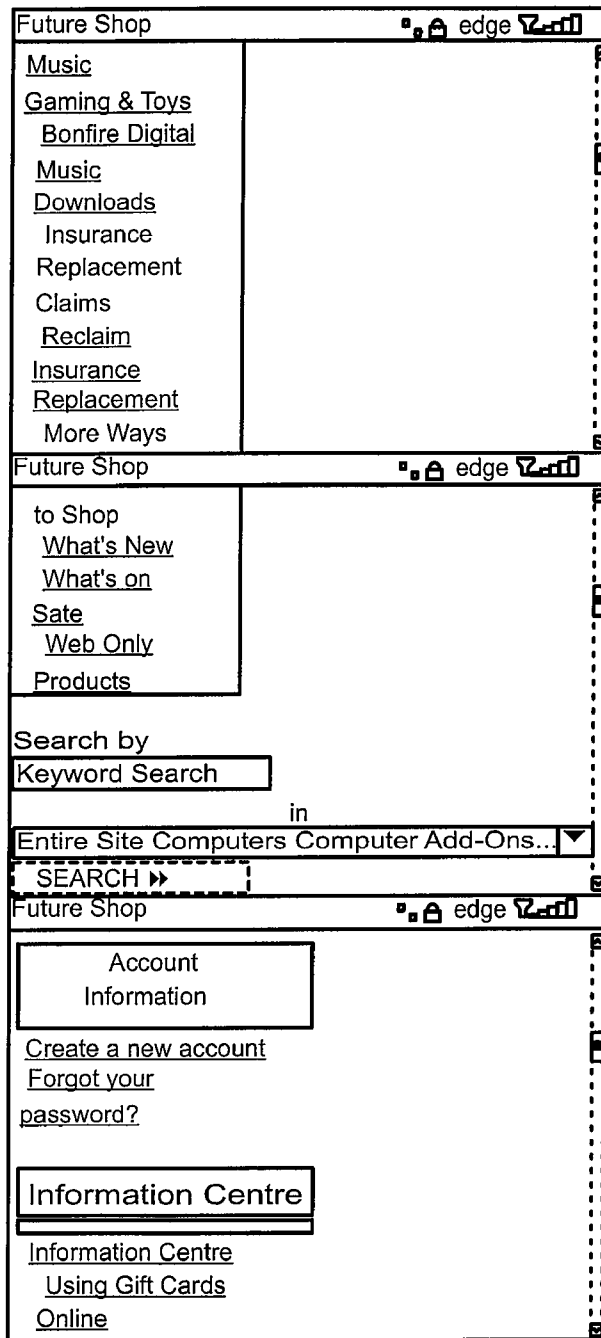 Future Shop edge
Music
Gaming & Toys
Bonfire Digital
Music
Downloads
Insurance
Replacement
Claims
Reclaim
Insurance
Replacement
More Ways
Future Shop edge
to Shop
What's New
What's on
Sate
Web Only
Products
Search by
Keyword Search
in
Entire Site Computers Computer Add-Ons...
SEARCH
Future Shop edge
Account
Information
Create a new account
Forgot your
password?
Information Centre
Information Centre
Using Gift Cards
Online